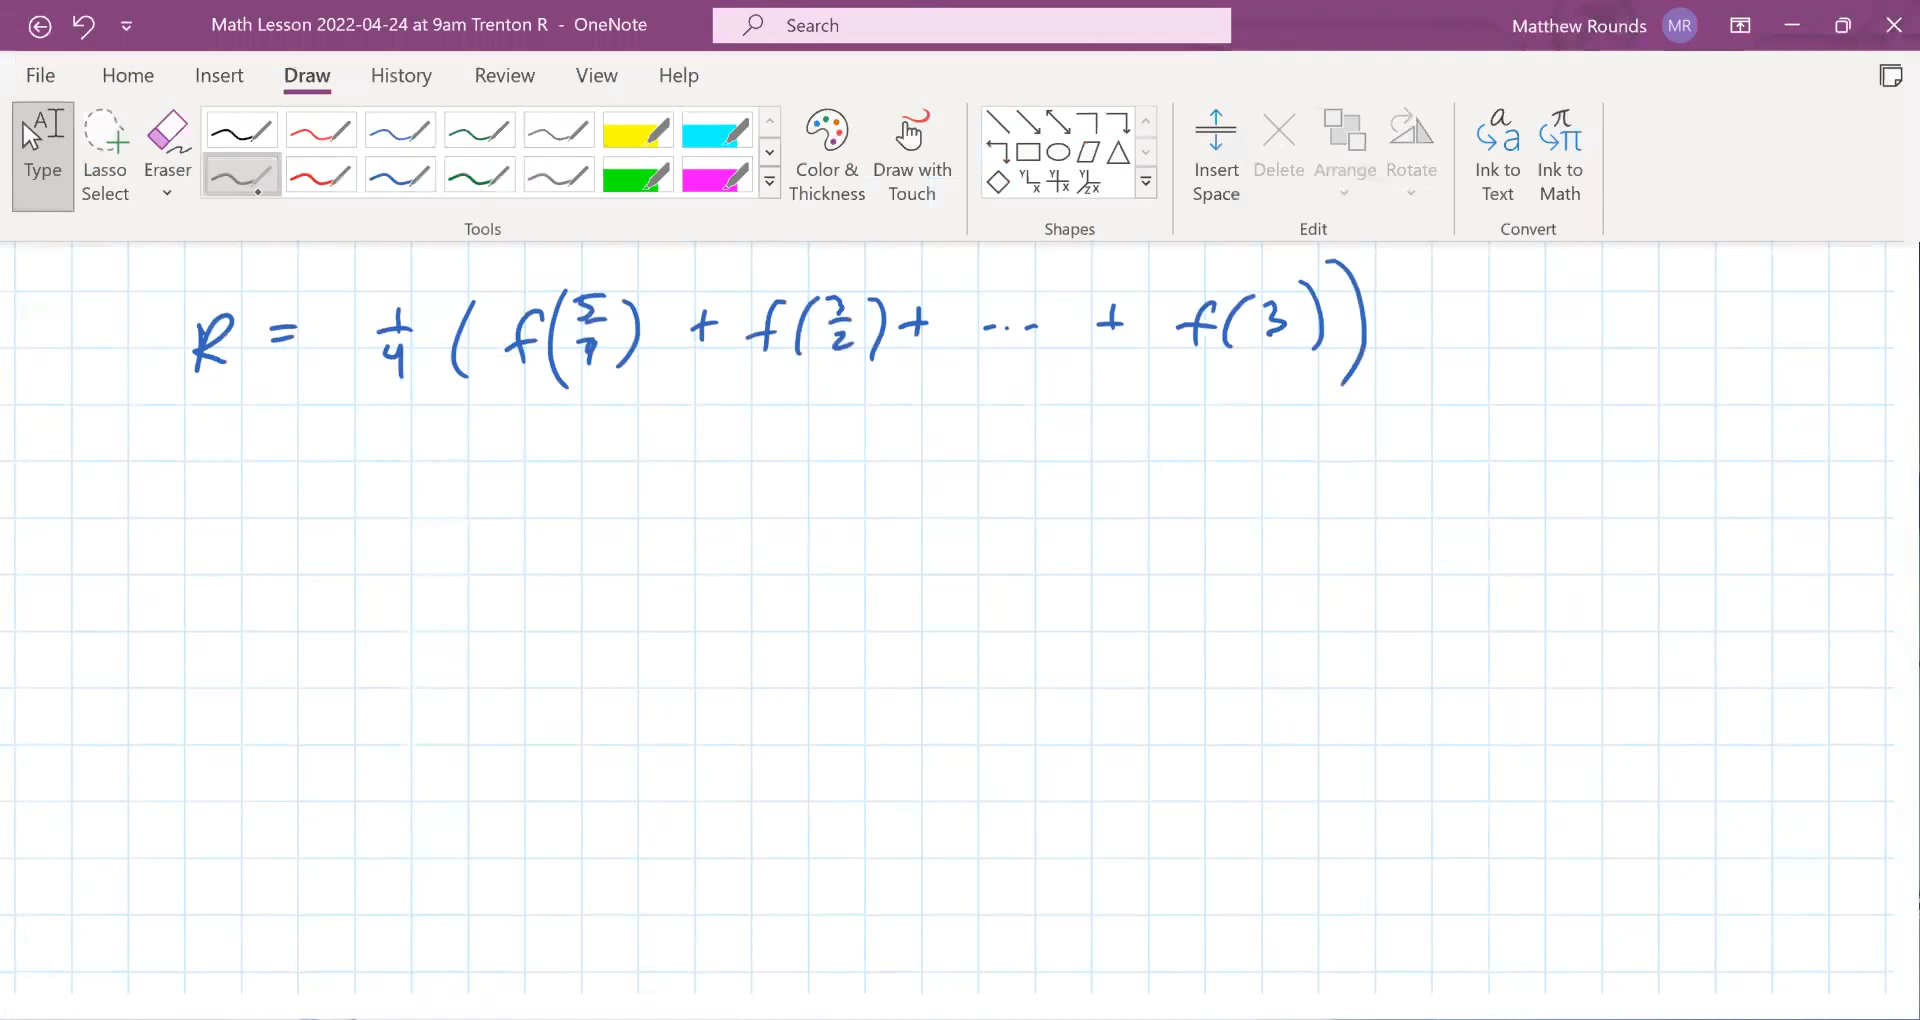 Math Lesson 2022-04-24 at 9am Trenton R - OneNote Search Matthew Rounds MR
File Home Insert Draw History Review View Help
Type Lasso Select Eraser Color & Thickness Draw with Touch Insert Space Delete Arrange Rotate Ink to Text Ink to Math
Tools Shapes Edit Convert
R = 1/4 ( f(5/4) + f(3/2) + ... + f(3) )